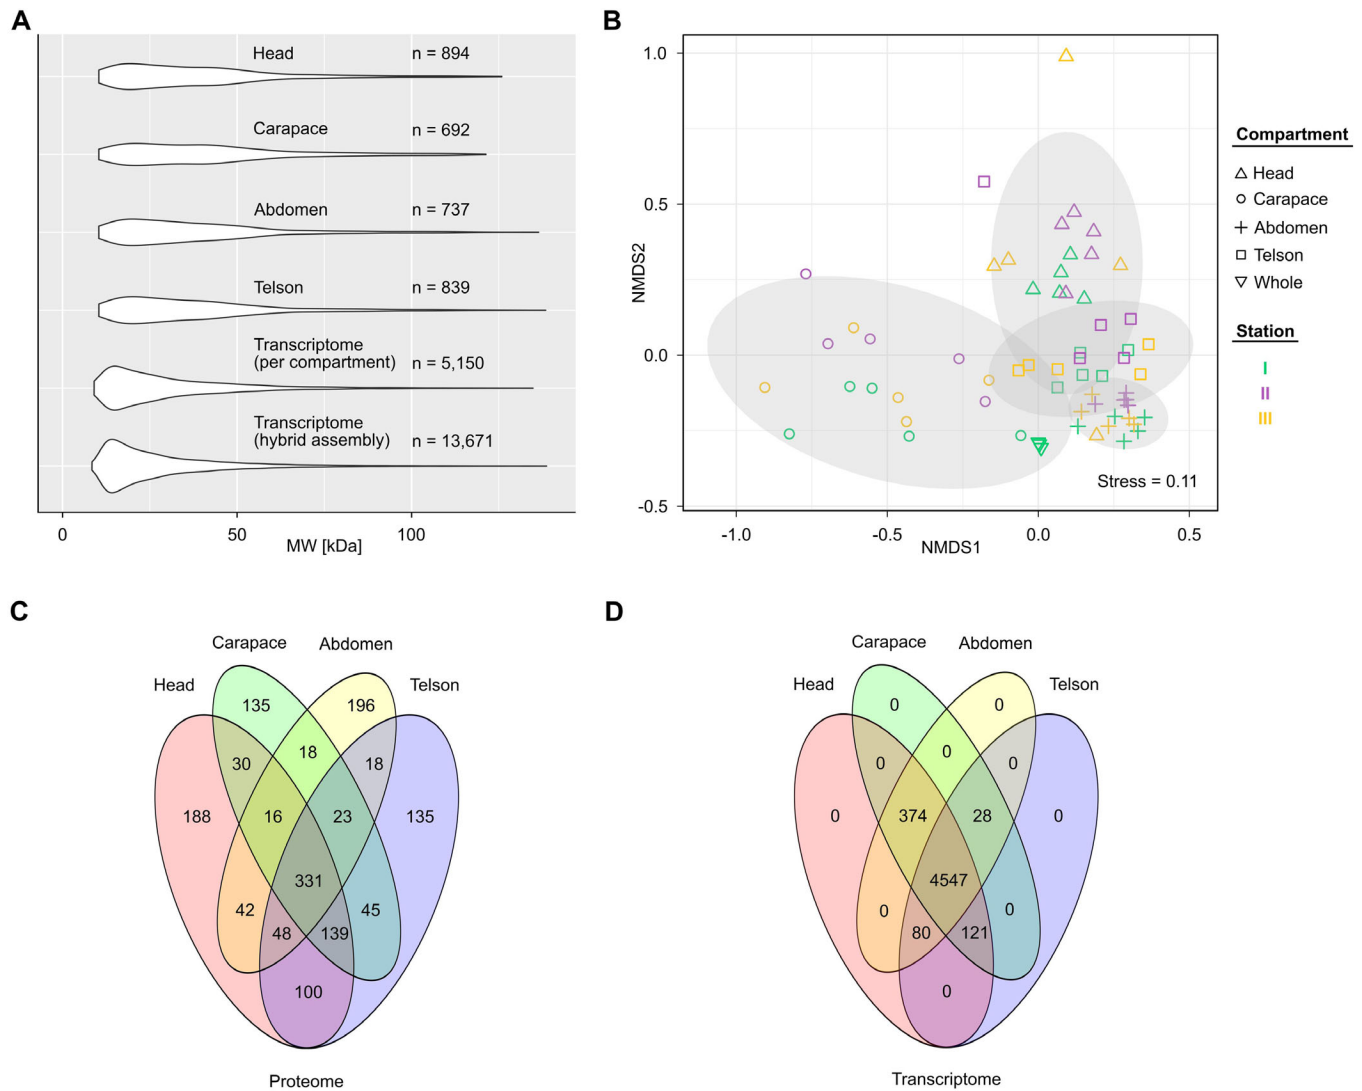 A
Head
n = 894
Carapace
n = 692
Abdomen
n = 737
Telson
n = 839
Transcriptome
(per compartment)
n = 5,150
Transcriptome
(hybrid assembly)
n = 13,671
0
50
100
MW [kDa]
B
1.0
0.5
0.0
-0.5
NMDS2
-1.0
-0.5
0.0
0.5
NMDS1
Stress = 0.11
Compartment
Head
Carapace
Abdomen
Telson
Whole
Station
I
II
III
C
Carapace
Abdomen
Head
Telson
135
196
18
30
18
188
16
23
135
331
42
45
48
139
100
Proteome
D
Carapace
Abdomen
Head
Telson
0
0
0
0
0
0
374
28
0
4547
0
0
80
121
0
Transcriptome